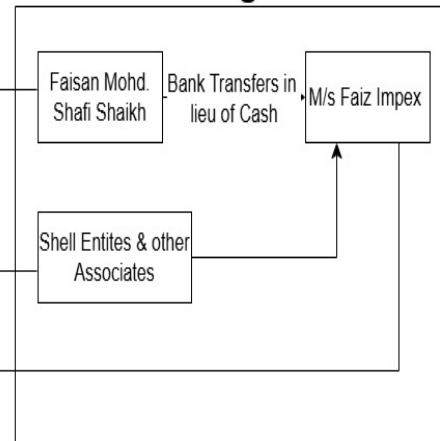 Faisan Mohd.
Shafi Shaikh
Bank Transfers in
lieu of Cash
M/s Faiz Impex
Shell Entites & other
Associates